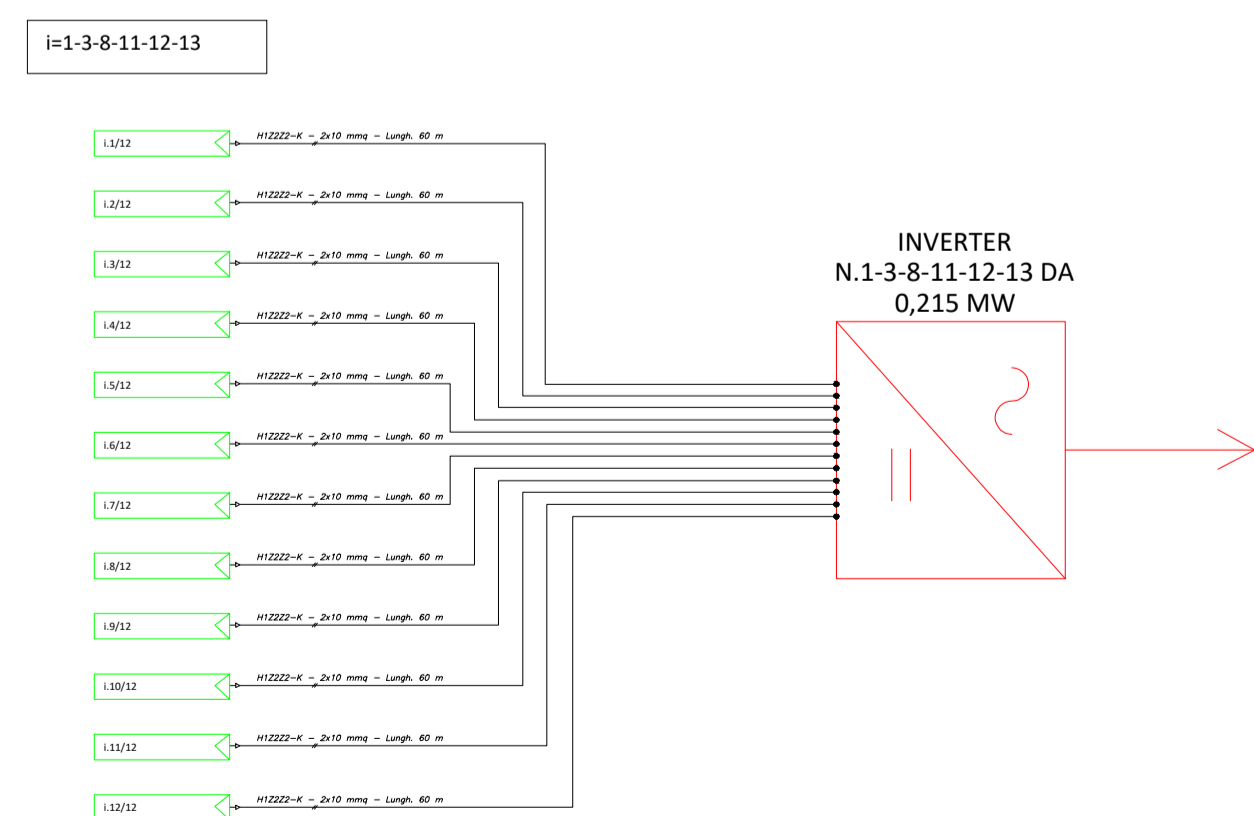 i=1-3-8-11-12-13
i.1/12
H1Z2Z2-K - 2x10 mmq - Lungh. 60 m
i.2/12
H1Z2Z2-K - 2x10 mmq - Lungh. 60 m
i.3/12
H1Z2Z2-K - 2x10 mmq - Lungh. 60 m
i.4/12
H1Z2Z2-K - 2x10 mmq - Lungh. 60 m
i.5/12
H1Z2Z2-K - 2x10 mmq - Lungh. 60 m
i.6/12
H1Z2Z2-K - 2x10 mmq - Lungh. 60 m
i.7/12
H1Z2Z2-K - 2x10 mmq - Lungh. 60 m
i.8/12
H1Z2Z2-K - 2x10 mmq - Lungh. 60 m
i.9/12
H1Z2Z2-K - 2x10 mmq - Lungh. 60 m
i.10/12
H1Z2Z2-K - 2x10 mmq - Lungh. 60 m
i.11/12
H1Z2Z2-K - 2x10 mmq - Lungh. 60 m
i.12/12
H1Z2Z2-K - 2x10 mmq - Lungh. 60 m
INVERTER
N.1-3-8-11-12-13 DA
0,215 MW